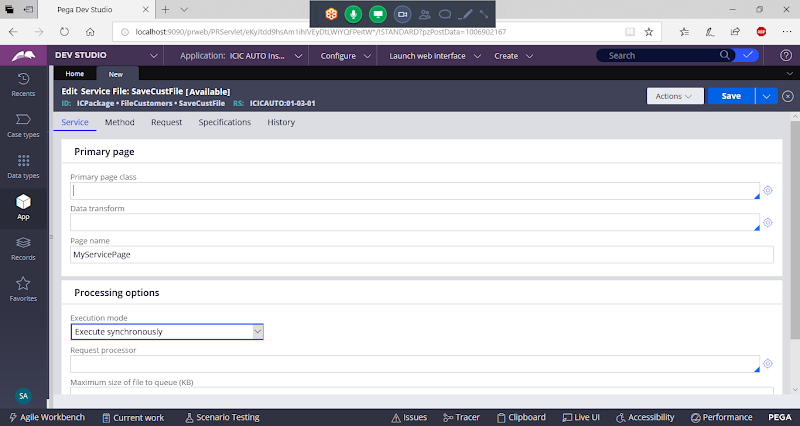 Pega Dev Studio
localhost:9090/prweb/PRServlet/eKyJtdd9hsAm1ihIVEyDtLWiYQFPeitW*/!STANDARD?pzPostData=1006902167
DEV STUDIO
Application: ICIC AUTO Ins...
Configure
Launch web interface
Create
Search
Home
New
Recents
Case types
Data types
App
Records
Favorites
SA
Edit Service File: SaveCustFile [Available]
ID: ICPackage • FileCustomers • SaveCustFile RS: ICICAUTO:01-03-01
Actions
Save
Service
Method
Request
Specifications
History
Primary page
Primary page class
Data transform
Page name
MyServicePage
Processing options
Execution mode
Execute synchronously
Request processor
Maximum size of file to queue (KB)
Agile Workbench
Current work
Scenario Testing
Issues
Tracer
Clipboard
Live UI
Accessibility
Performance
PEGA